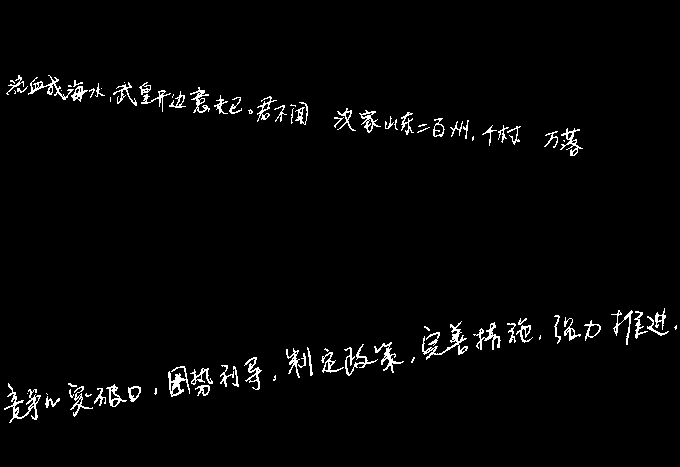 流血成海水,武皇开边意未已。君不闻 汉家山东二百州,千村 万落
竞争的突破口,因势利导,制定政策,完善措施,强力推进,